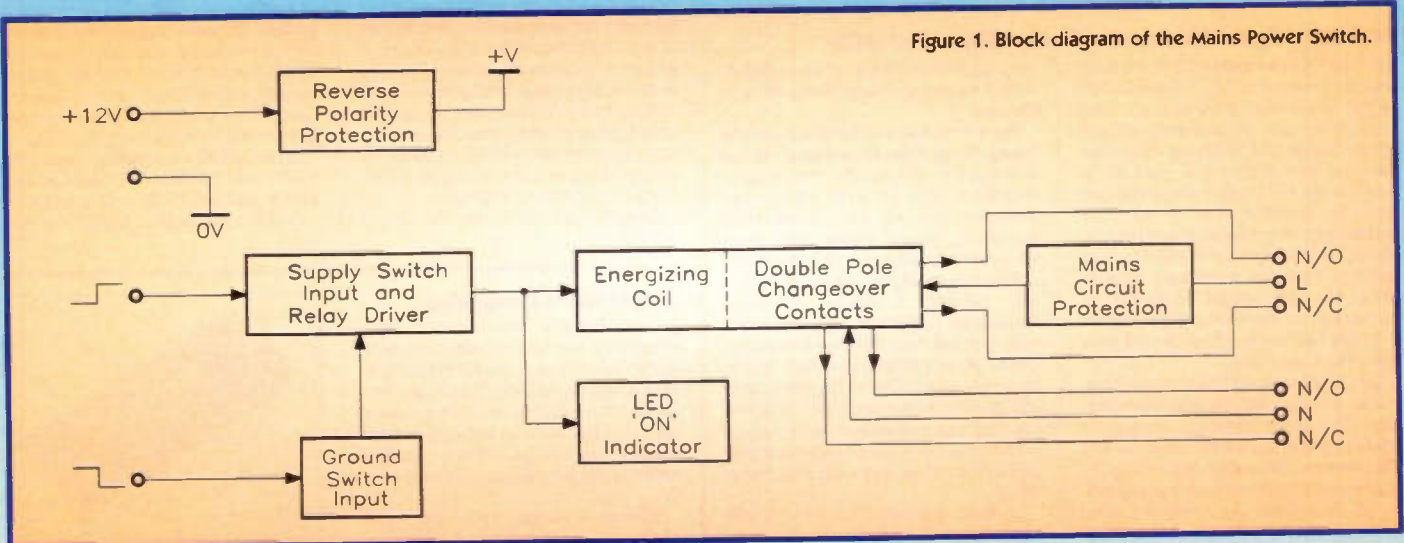 Figure 1. Block diagram of the Mains Power Switch.
+V
+12V
Reverse
Polarity
Protection
0V
Supply Switch
Input and
Relay Driver
Energizing
Coil
Double Pole
Changeover
Contacts
Mains
Circuit
Protection
N/O
L
N/C
LED
'ON'
Indicator
N/O
N
N/C
Ground
Switch
Input